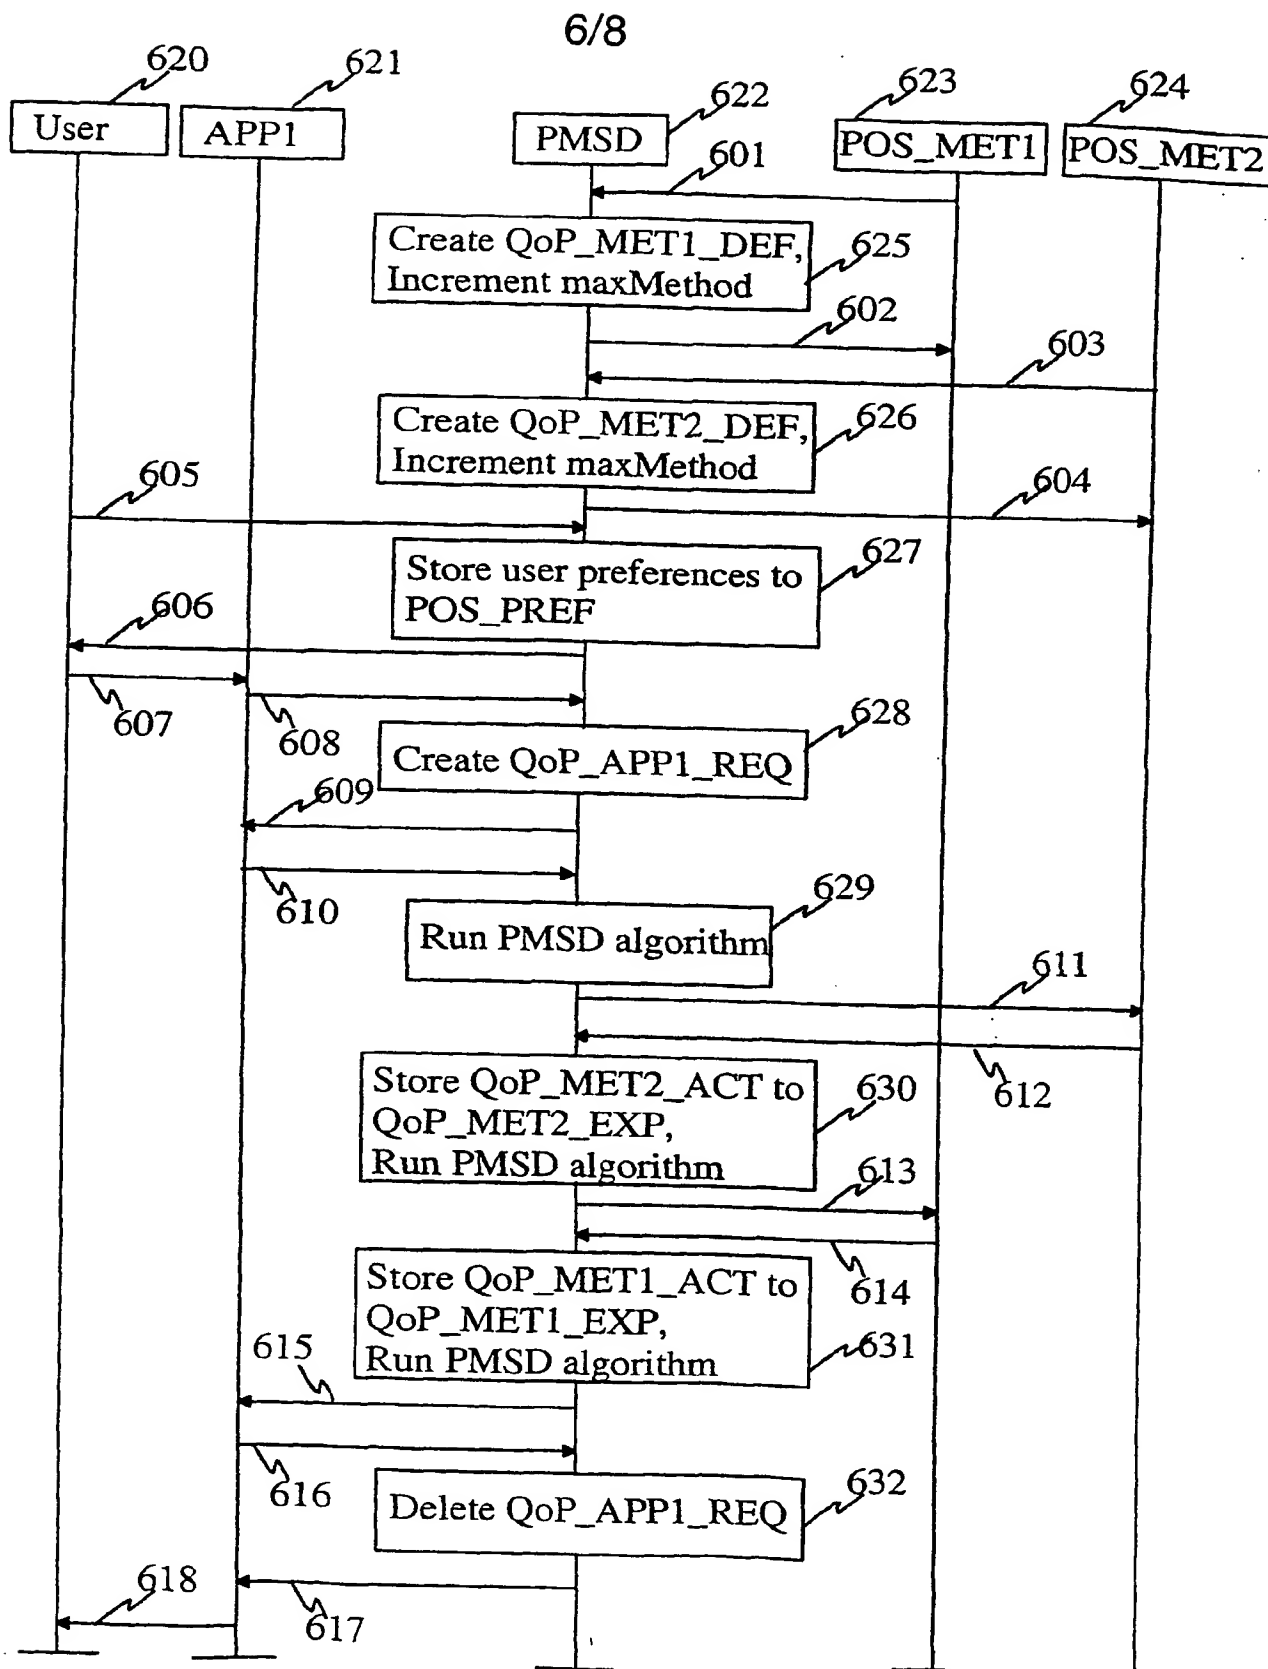 6/8
620
621
622
623
624
User
APP1
PMSD
POS_MET1
POS_MET2
601
Create QoP_MET1_DEF,
Increment maxMethod
625
602
603
Create QoP_MET2_DEF,
Increment maxMethod
626
605
604
Store user preferences to
POS_PREF
627
606
607
608
628
Create QoP_APP1_REQ
609
610
629
Run PMSD algorithm
611
612
Store QoP_MET2_ACT to
QoP_MET2_EXP,
Run PMSD algorithm
630
613
614
Store QoP_MET1_ACT to
QoP_MET1_EXP,
Run PMSD algorithm
631
615
616
632
Delete QoP_APP1_REQ
618
617